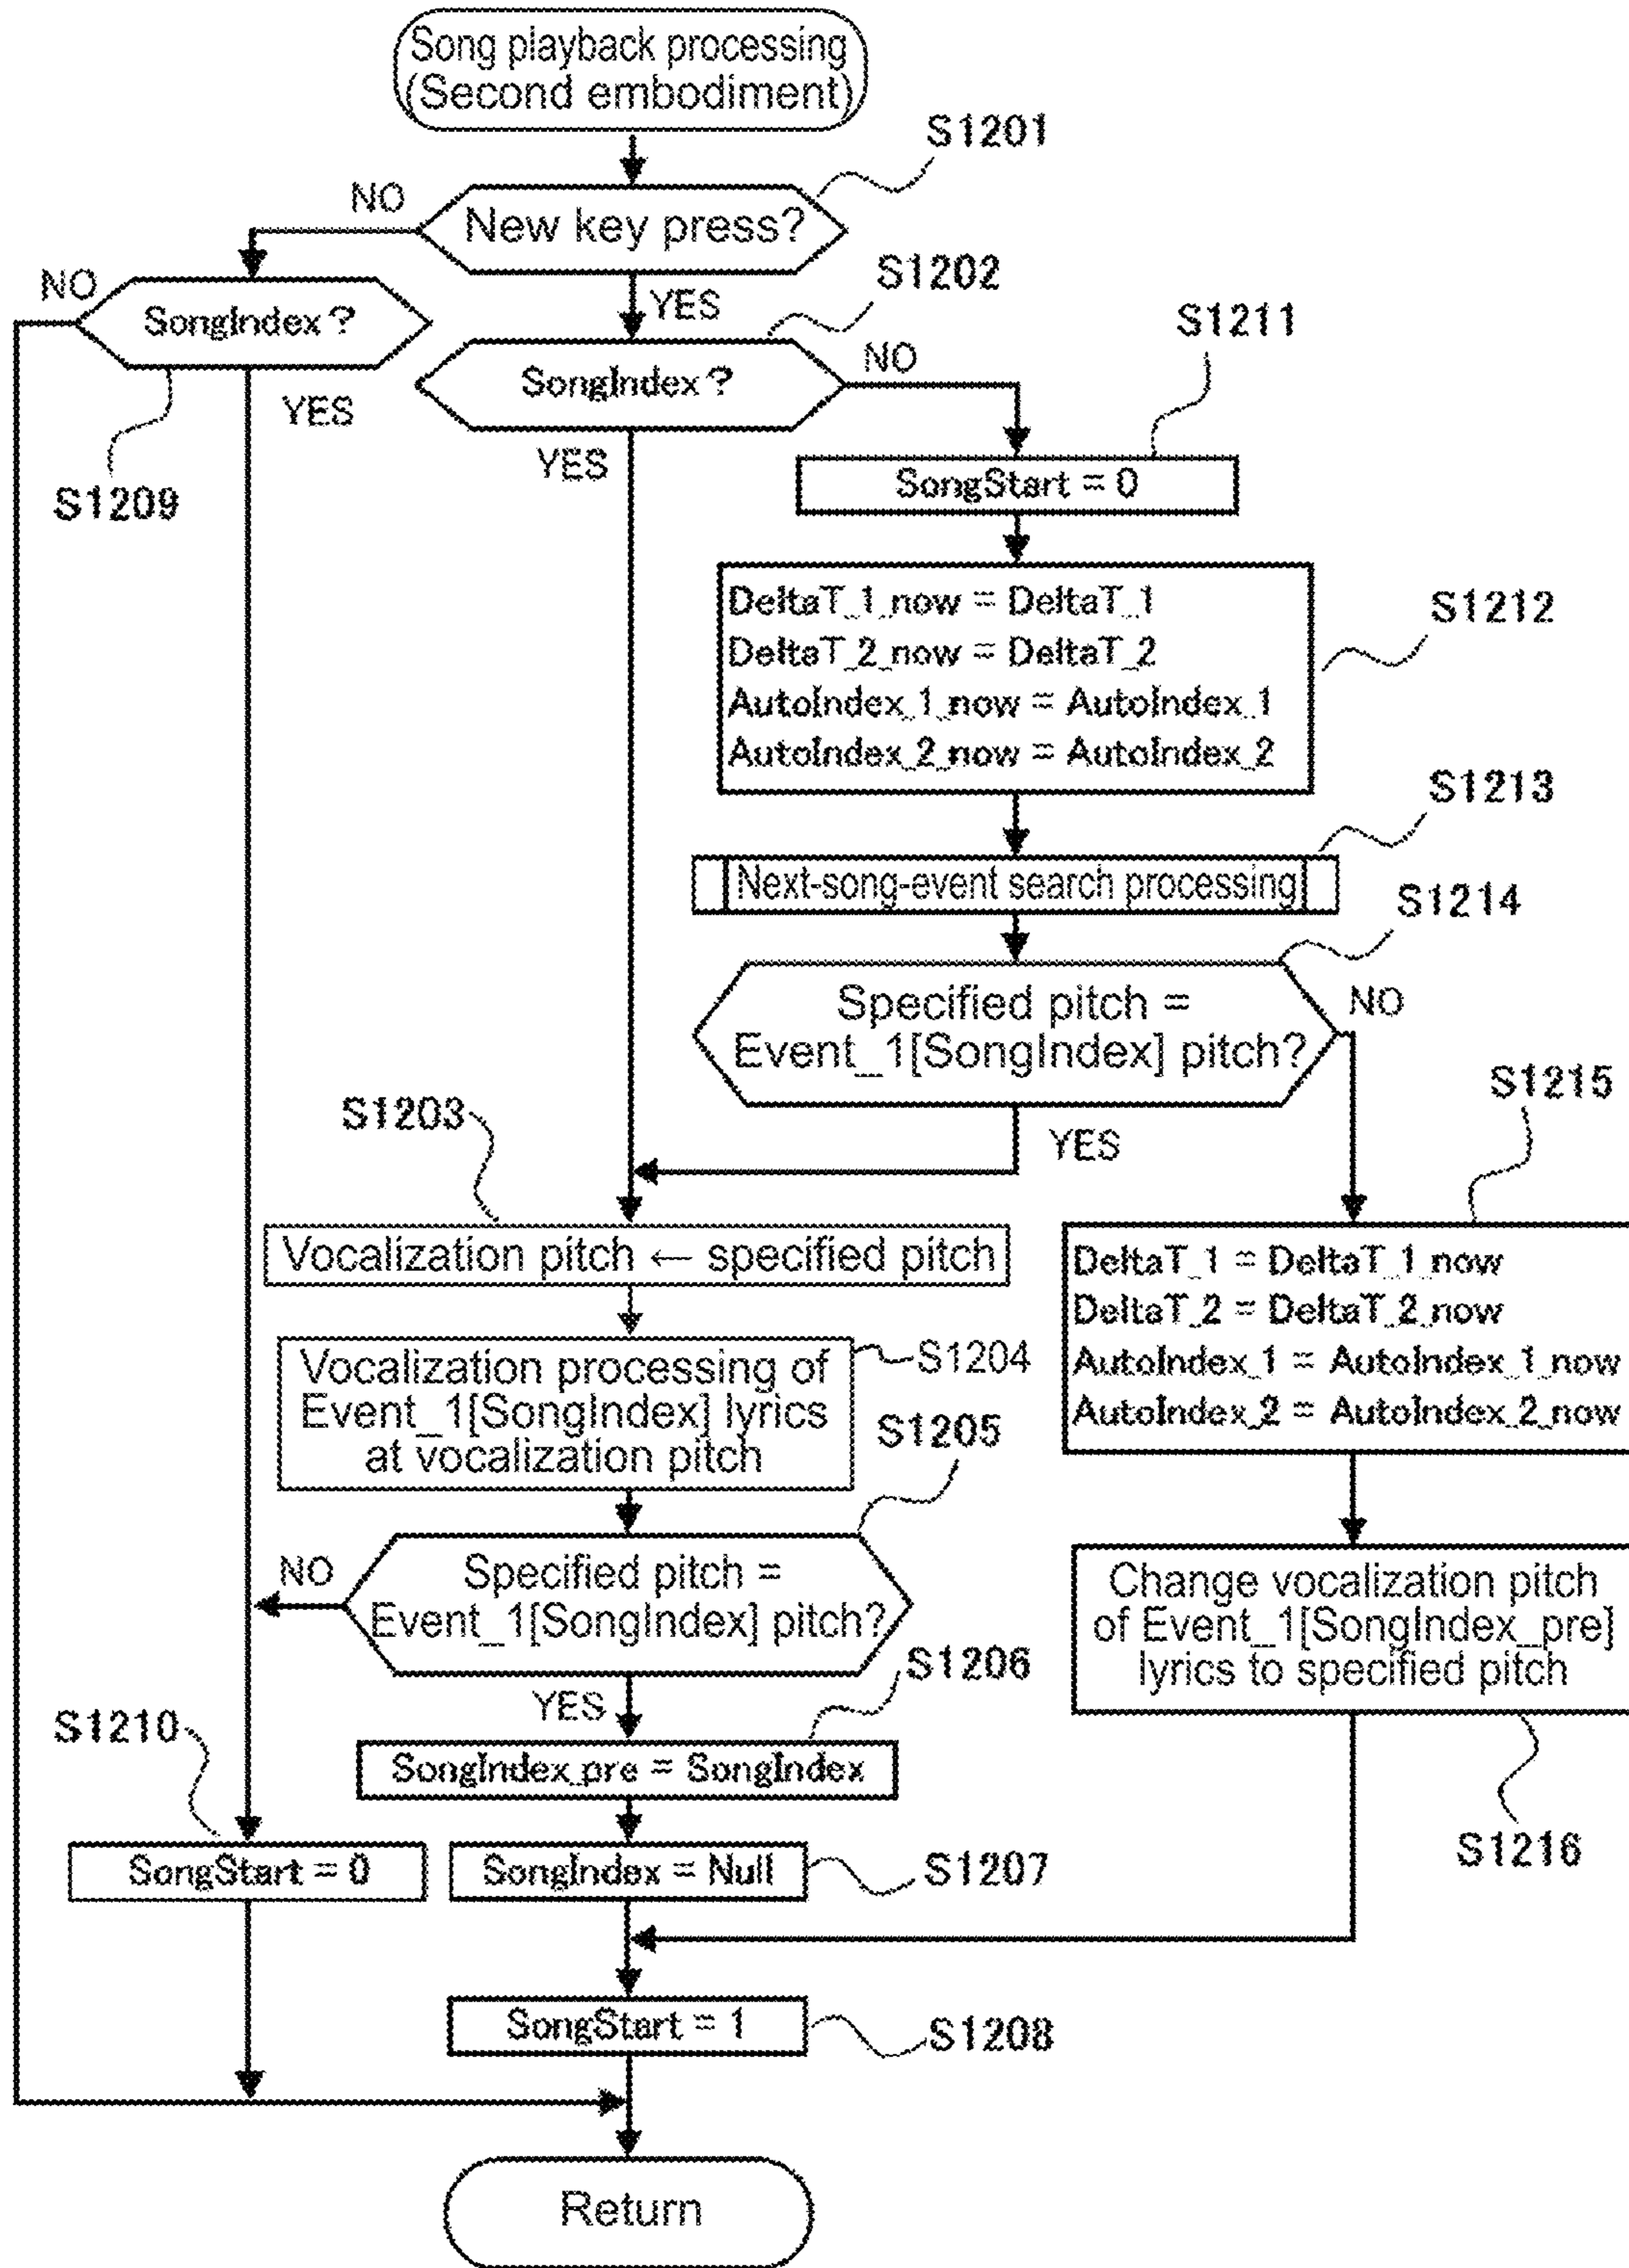 Song playback processing
(Second embodiment)
S1201
NO
New key press?
YES
S1202
NO
SongIndex ?
YES
S1209
SongIndex ?
NO
YES
S1211
SongStart = 0
DeltaT_1_now = DeltaT_1
DeltaT_2_now = DeltaT_2
AutoIndex_1_now = AutoIndex_1
AutoIndex_2_now = AutoIndex_2
S1212
S1213
Next-song-event search processing
S1214
Specified pitch =
Event_1[SongIndex] pitch?
NO
YES
S1215
S1203
Vocalization pitch ← specified pitch
DeltaT_1 = DeltaT_1_now
DeltaT_2 = DeltaT_2_now
AutoIndex_1 = AutoIndex_1_now
AutoIndex_2 = AutoIndex_2_now
Vocalization processing of
Event_1[SongIndex] lyrics
at vocalization pitch
S1204
S1205
NO
Specified pitch =
Event_1[SongIndex] pitch?
YES
Change vocalization pitch
of Event_1[SongIndex_pre]
lyrics to specified pitch
S1206
S1210
SongIndex_pre = SongIndex
SongStart = 0
SongIndex = Null
S1207
S1216
SongStart = 1
S1208
Return